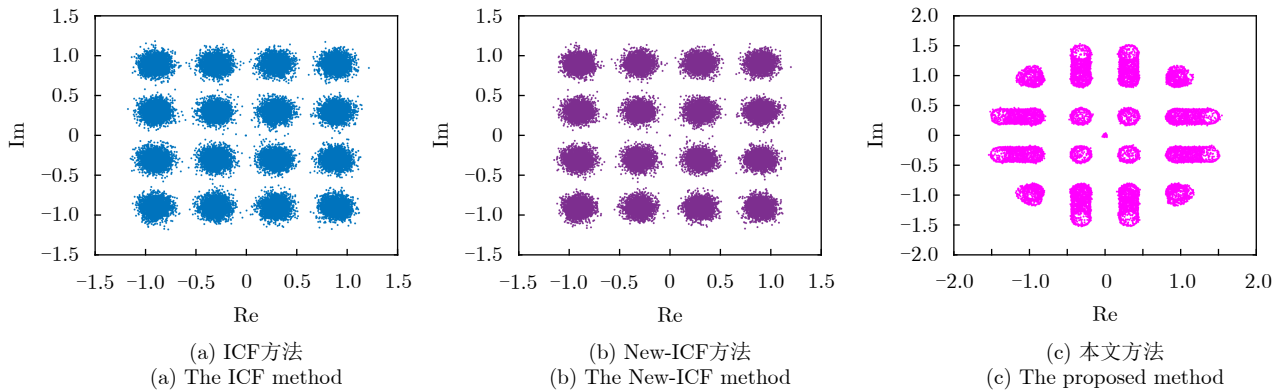 1.5
1.0
0.5
0
−0.5
−1.0
1.5
Im
−1.5 −1.0 −0.5 0 0.5 1.0 1.5
Re
(a) ICF方法
(a) The ICF method
1.5
1.0
0.5
0
−0.5
−1.0
1.5
Im
−1.5 −1.0 −0.5 0 0.5 1.0 1.5
Re
(b) New-ICF方法
(b) The New-ICF method
2.0
1.5
1.0
0.5
0
−0.5
−1.0
−1.5
−2.0
Im
−2.0 −1.0 0 1.0 2.0
Re
(c) 本文方法
(c) The proposed method